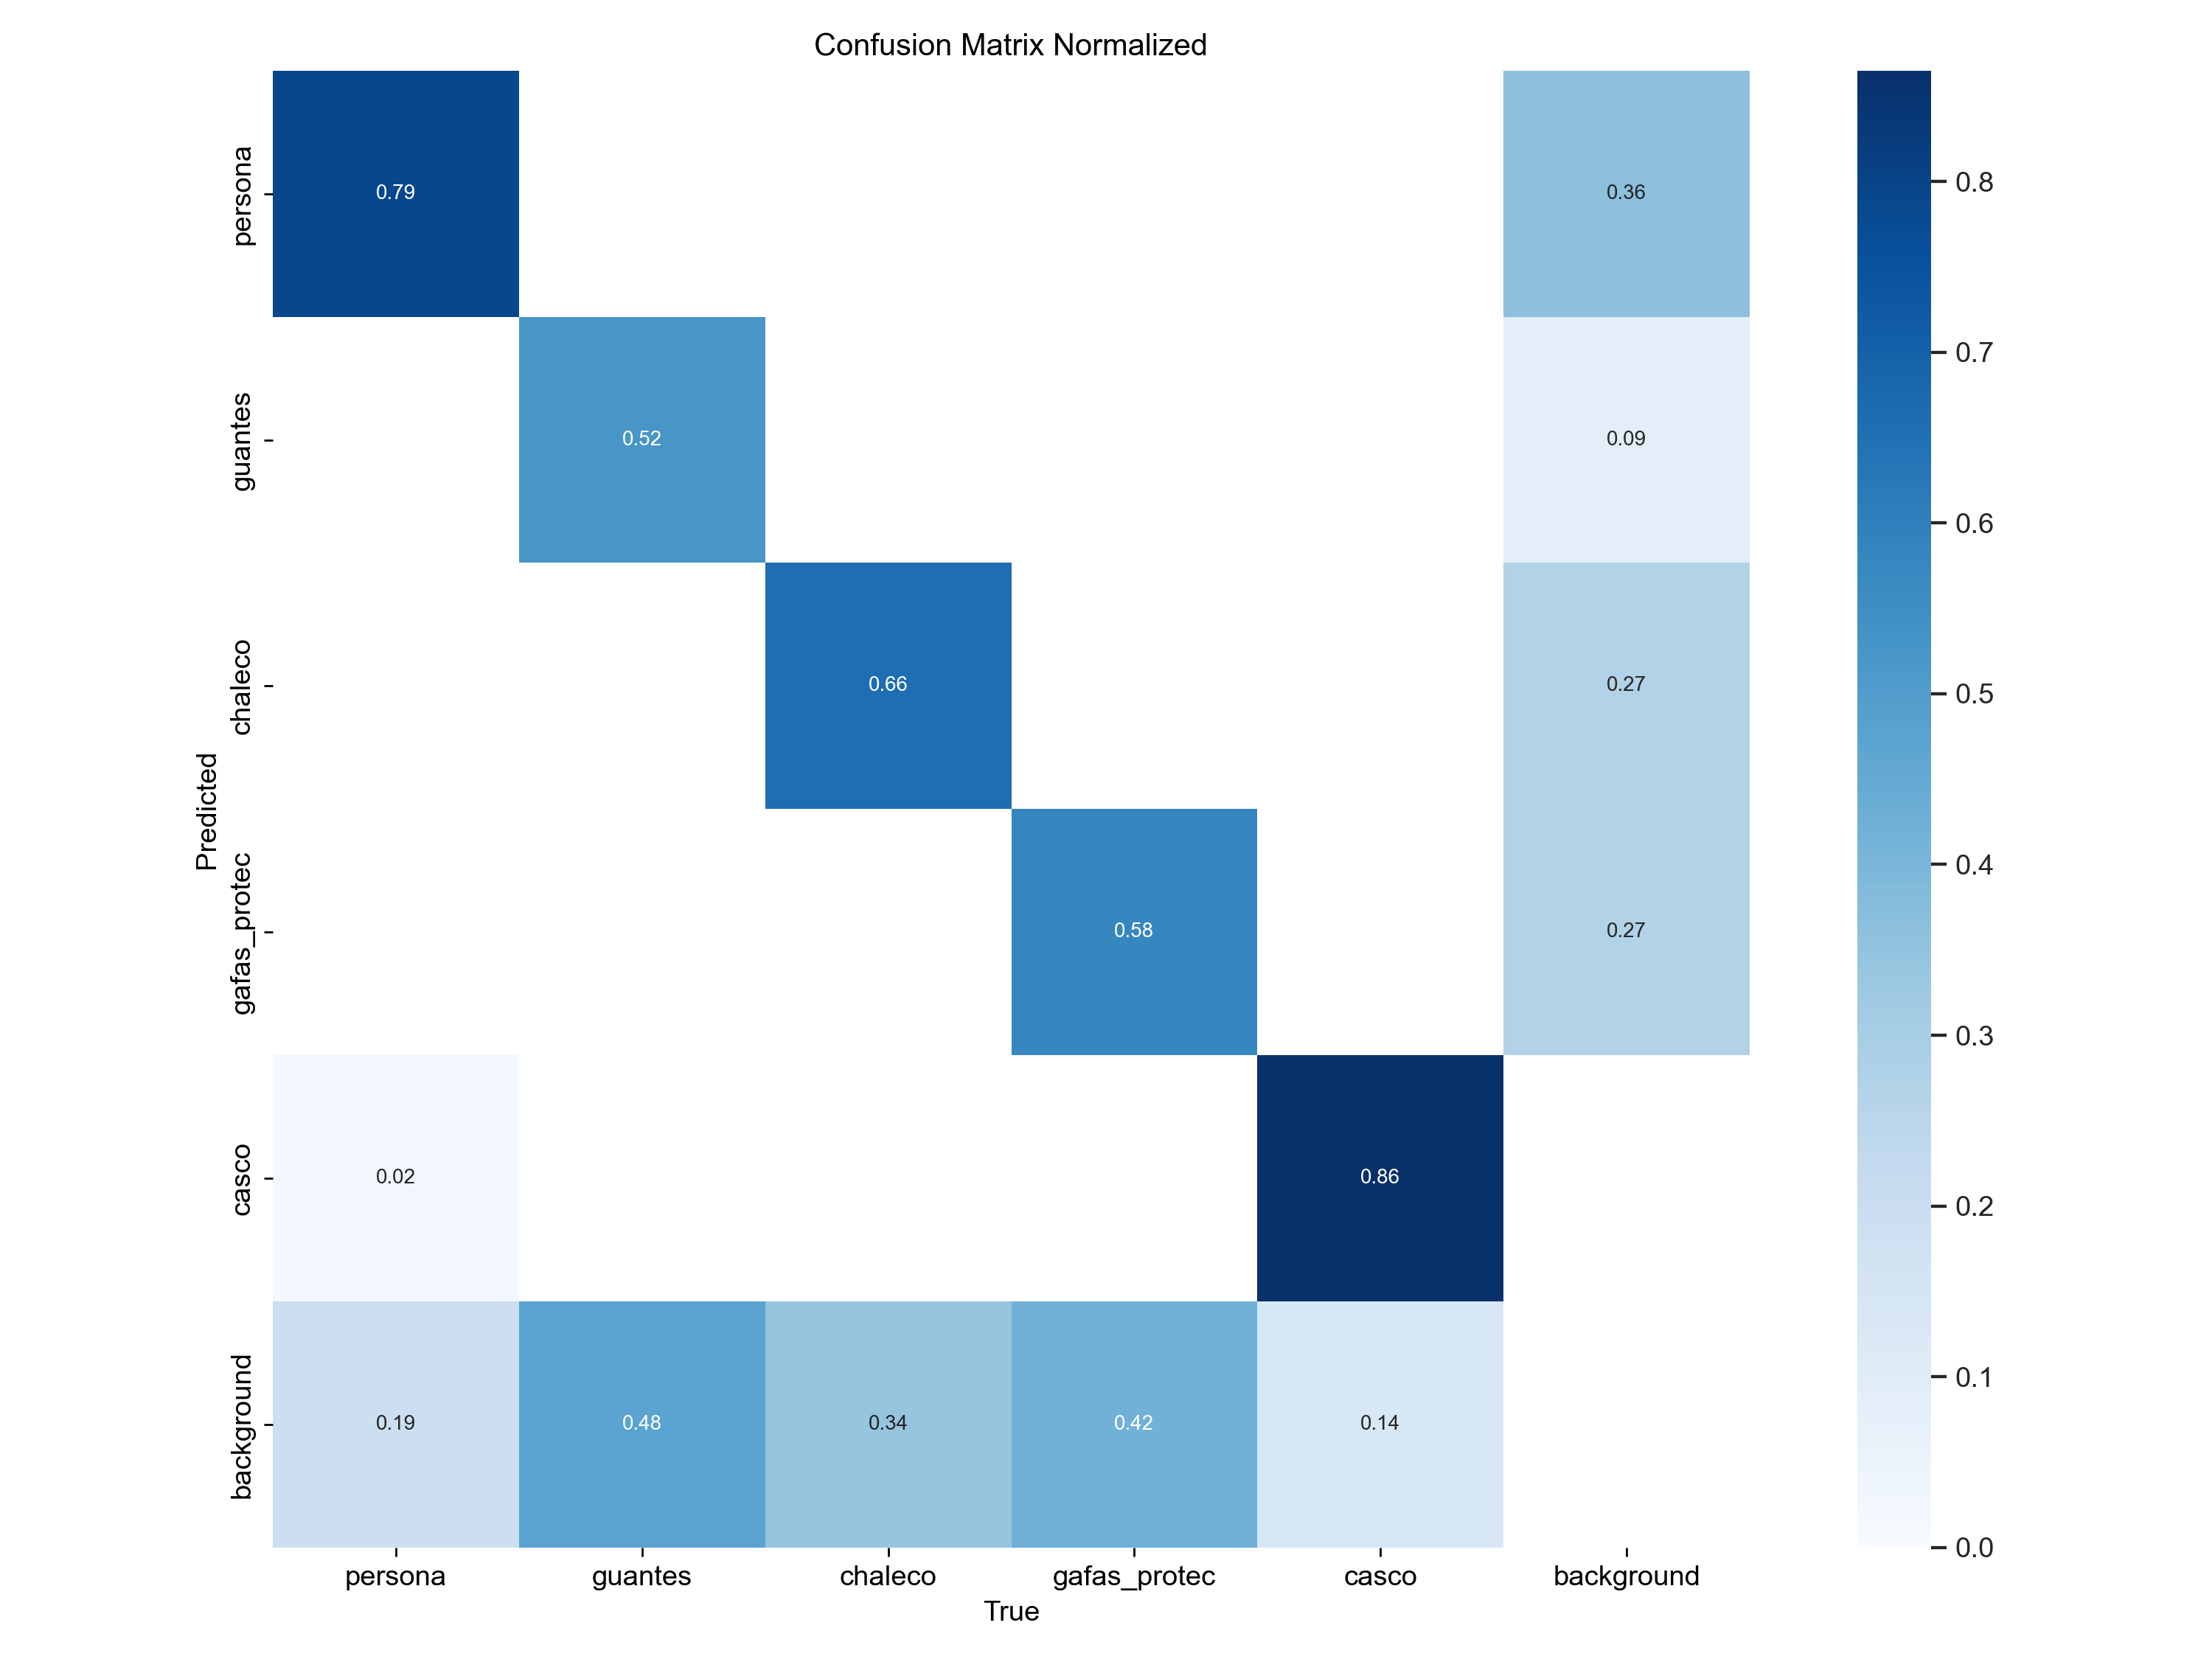 Confusion Matrix Normalized
persona
0.79
0.36
guantes
0.52
0.09
chaleco
0.66
0.27
gafas_protec
0.58
0.27
casco
0.02
0.86
background
0.19
0.48
0.34
0.42
0.14
Predicted
persona
guantes
chaleco
gafas_protec
casco
background
True
0.8
0.7
0.6
0.5
0.4
0.3
0.2
0.1
0.0